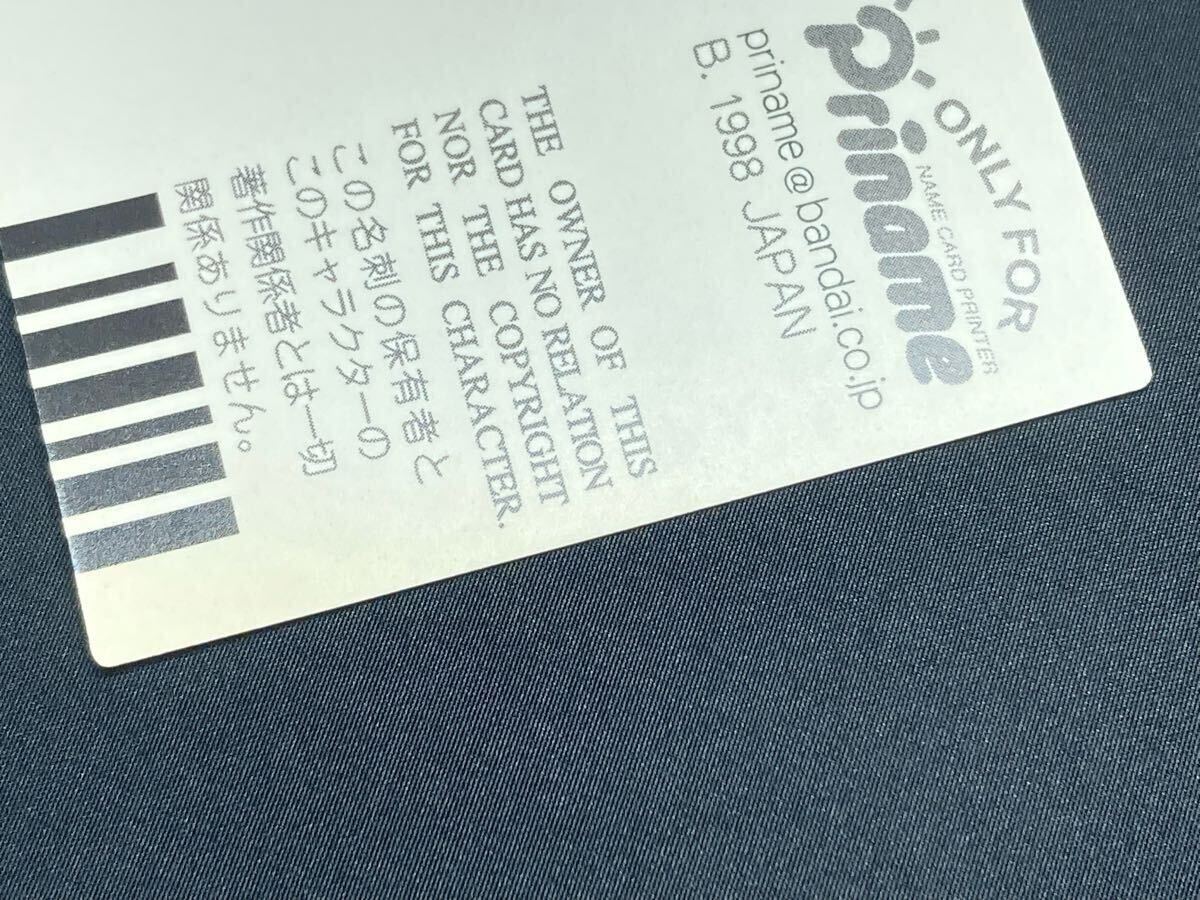 ONLY FOR
priname
NAME CARD PRINTER
priname@bandai.co.jp
B. 1998 JAPAN
THE OWNER OF THIS
CARD HAS NO RELATION
NOR THE COPYRIGHT
FOR THIS CHARACTER.
この名刺の保有者と
このキャラクターの
著作関係者とは一切
関係ありません。